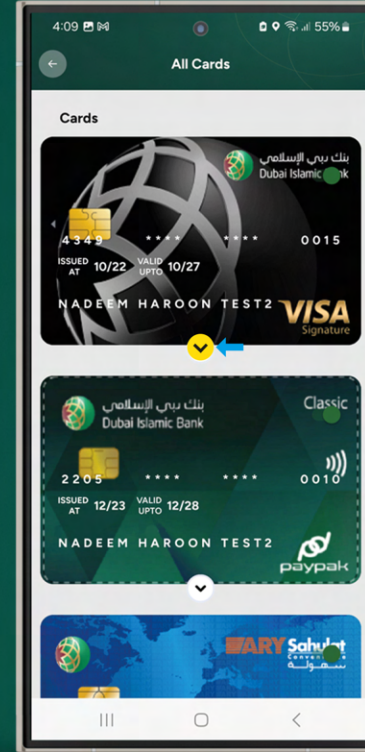 4:09
55%
All Cards
Cards
بنك دبي الإسلامي
Dubai Islamic
4349 **** **** 0015
ISSUED AT 10/22 VALID UPTO 10/27
NADEEM HAROON TEST2
VISA
Signature
بنك دبي الإسلامي
Dubai Islamic Bank
Classic
2205 **** **** 0010
ISSUED AT 12/23 VALID UPTO 12/28
NADEEM HAROON TEST2
paypak
ARY Sahulat
سهولة